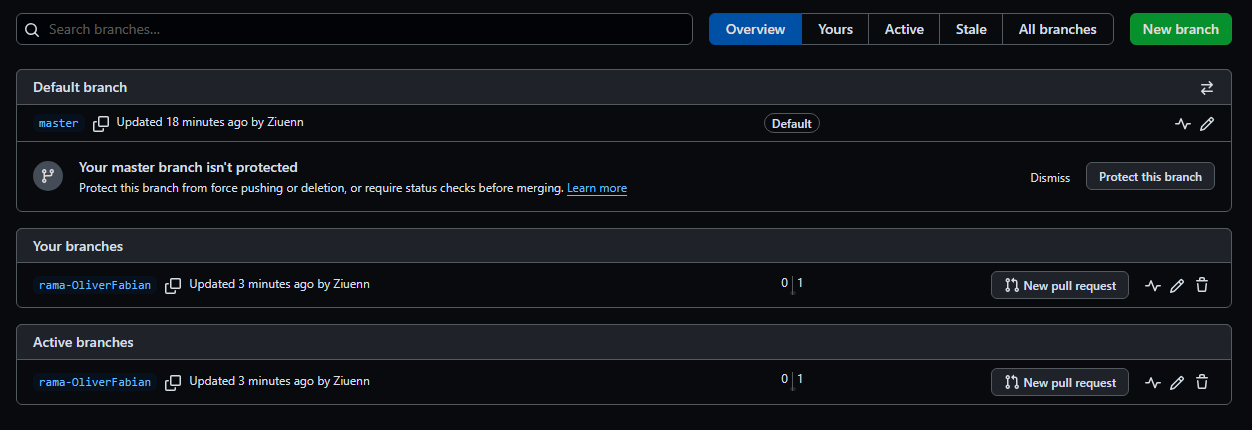 Search branches...
Overview Yours Active Stale All branches New branch
Default branch
master Updated 18 minutes ago by Ziuenn Default
Your master branch isn't protected
Protect this branch from force pushing or deletion, or require status checks before merging. Learn more
Dismiss Protect this branch
Your branches
rama-OliverFabian Updated 3 minutes ago by Ziuenn 0 1 New pull request
Active branches
rama-OliverFabian Updated 3 minutes ago by Ziuenn 0 1 New pull request